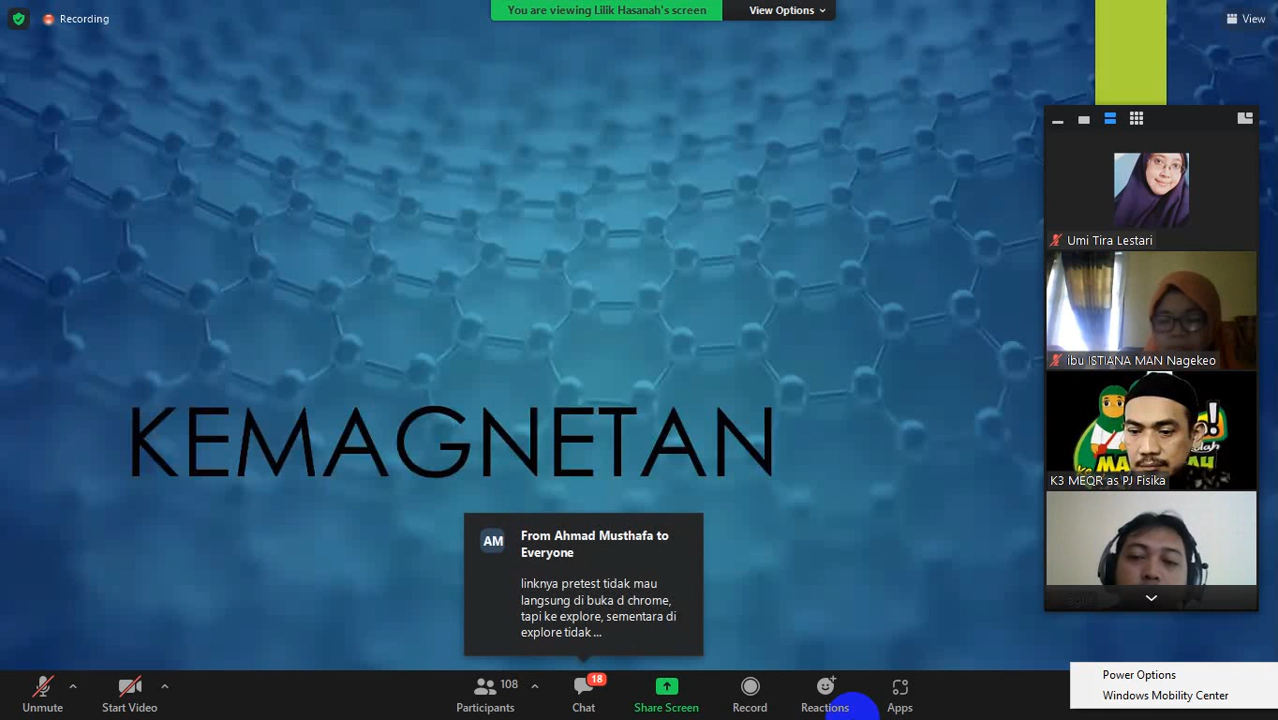 Recording
You are viewing Lilik Hasanah's screen
View Options
View
Umi Tira Lestari
ibu ISTIANA MAN Nagekeo
K3 MEQR as PJ Fisika
KEMAGNETAN
AM
From Ahmad Musthafa to
Everyone
linknya pretest tidak mau
langsung di buka d chrome,
tapi ke explore, sementara di
explore tidak ...
Power Options
Windows Mobility Center
Unmute
Start Video
108
Participants
18
Chat
Share Screen
Record
Reactions
Apps